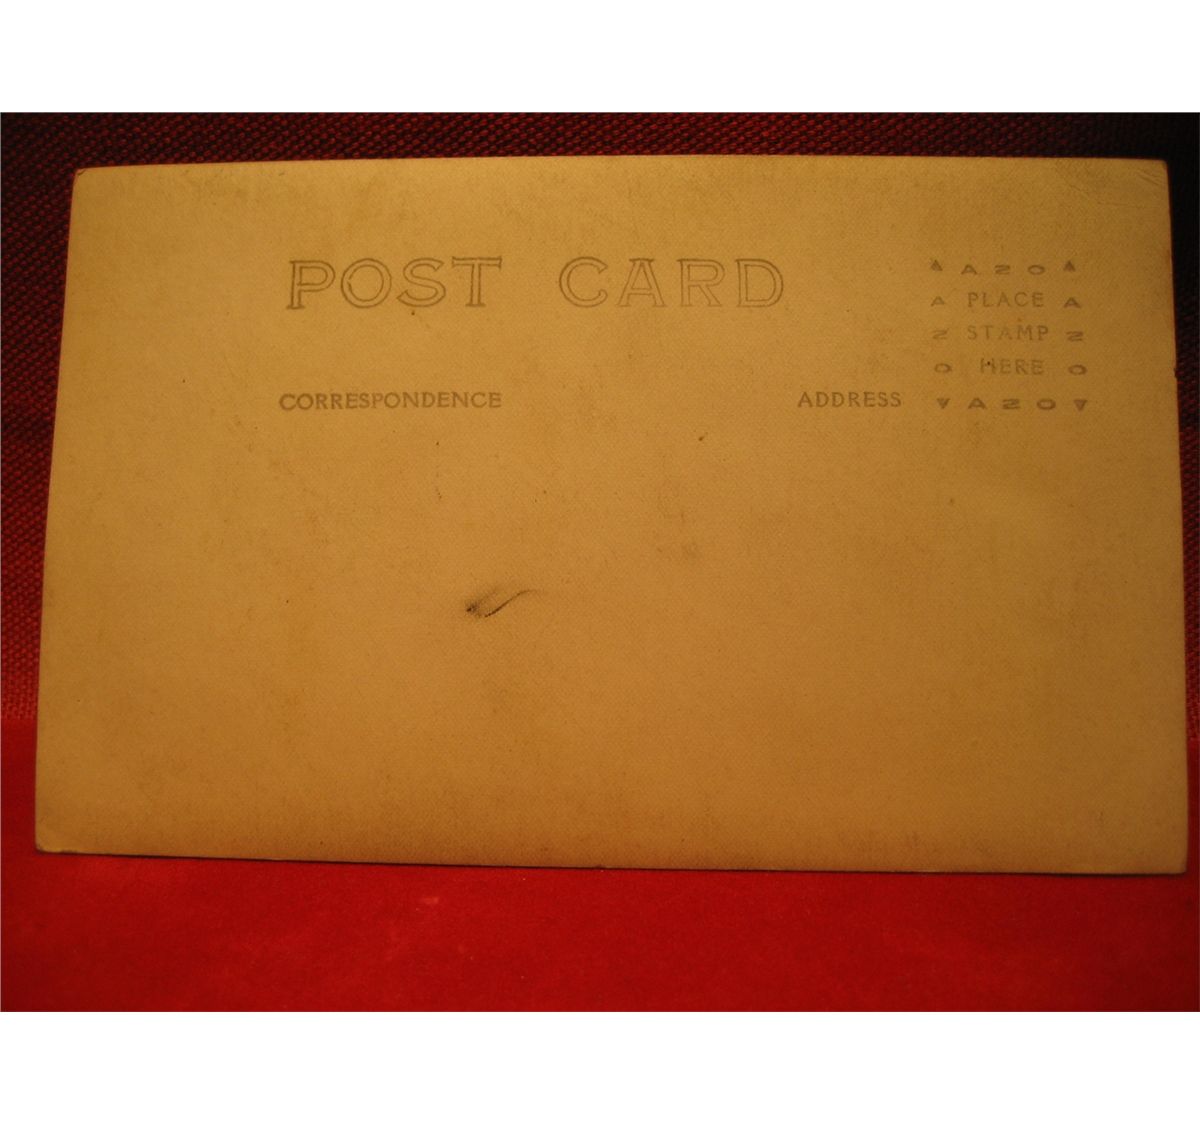 POST CARD
▲ AZO ▲
A PLACE A
Z STAMP Z
O HERE O
CORRESPONDENCE ADDRESS ▼ AZO ▼